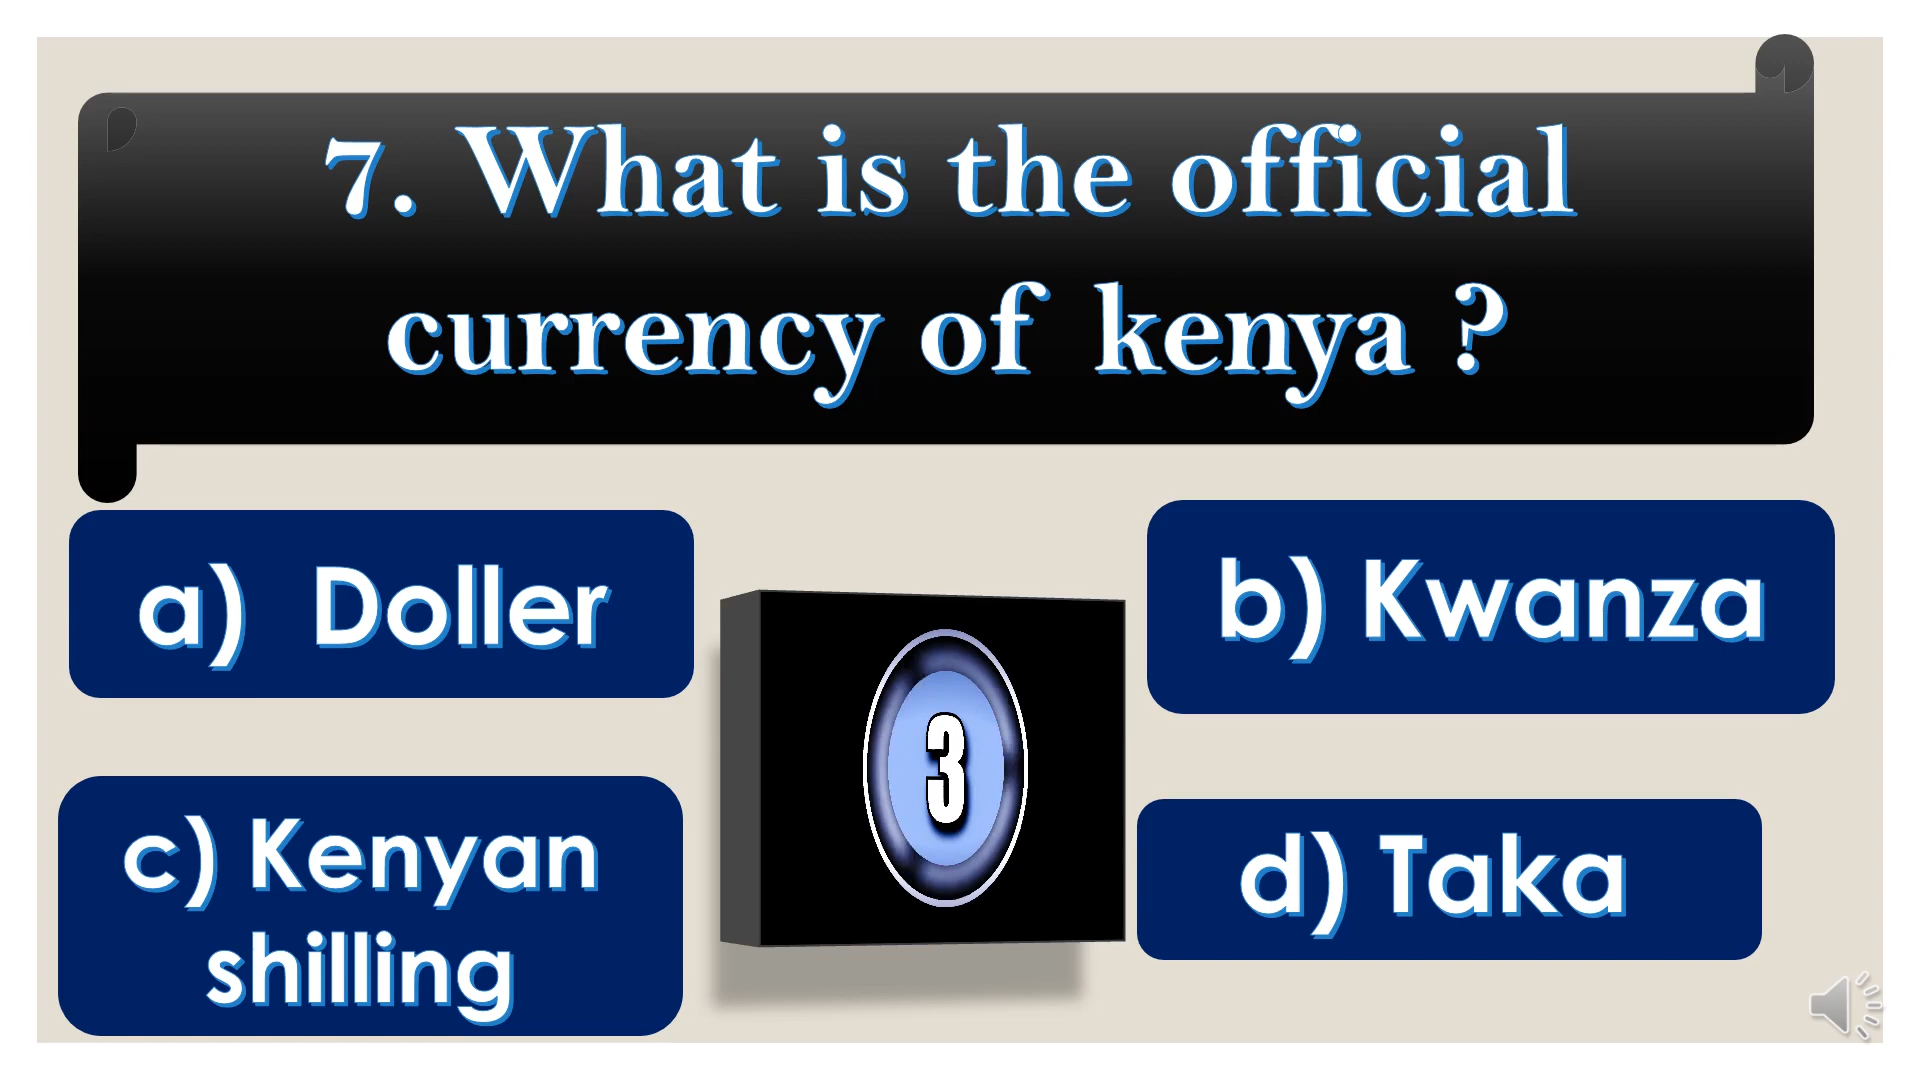 7. What is the official
currency of kenya ?
a) Doller
b) Kwanza
3
c) Kenyan
shilling
d) Taka